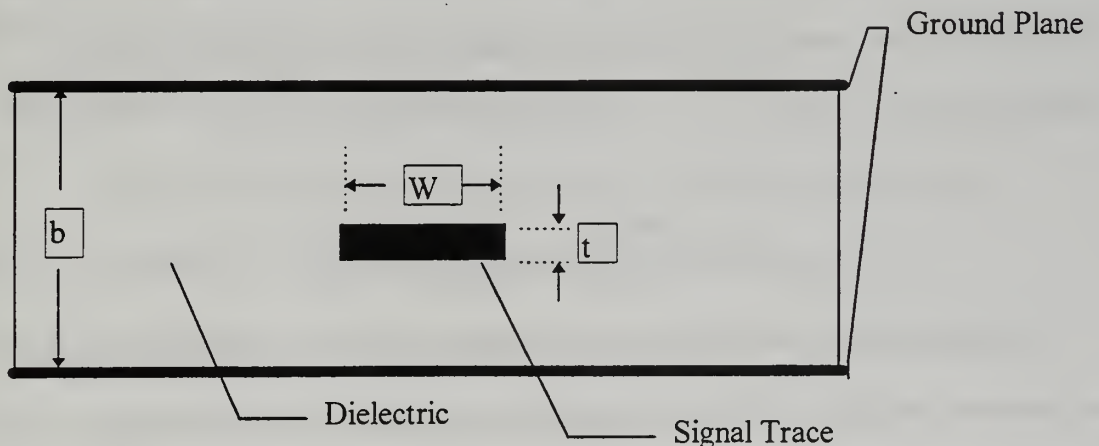 Ground Plane
W
b
t
Dielectric
Signal Trace